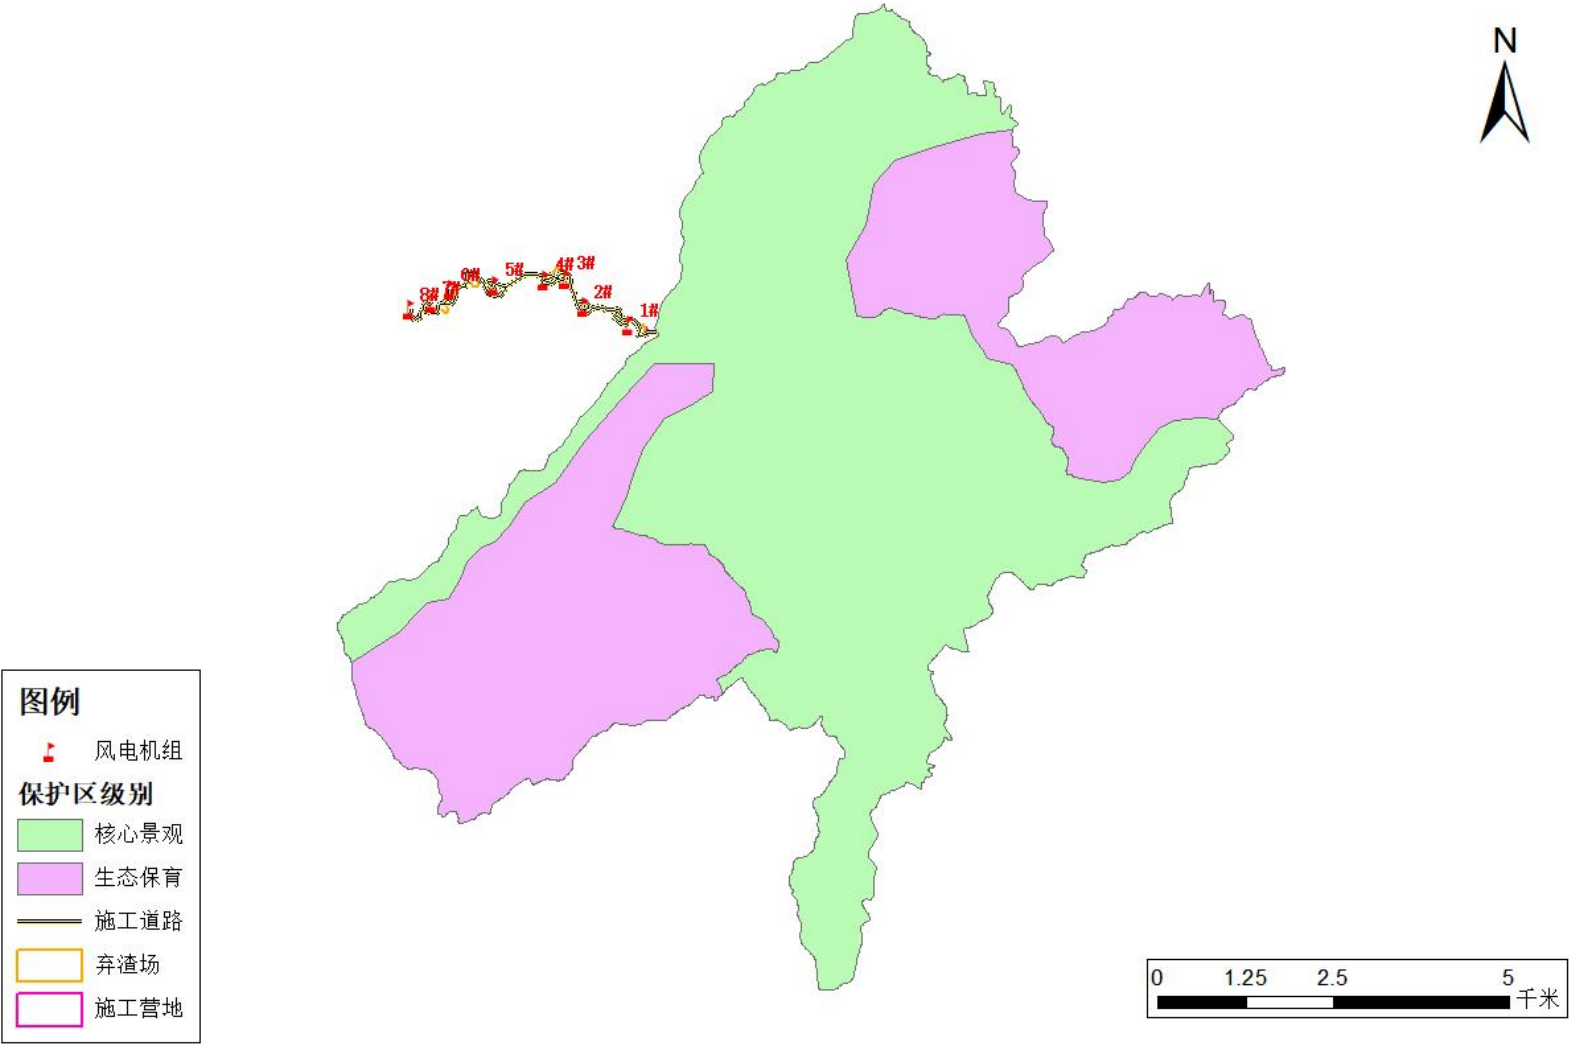 N
8#
7#
6#
5#
4#
3#
2#
1#
图例
风电机组
保护区级别
核心景观
生态保育
施工道路
弃渣场
施工营地
0 1.25 2.5 5
千米